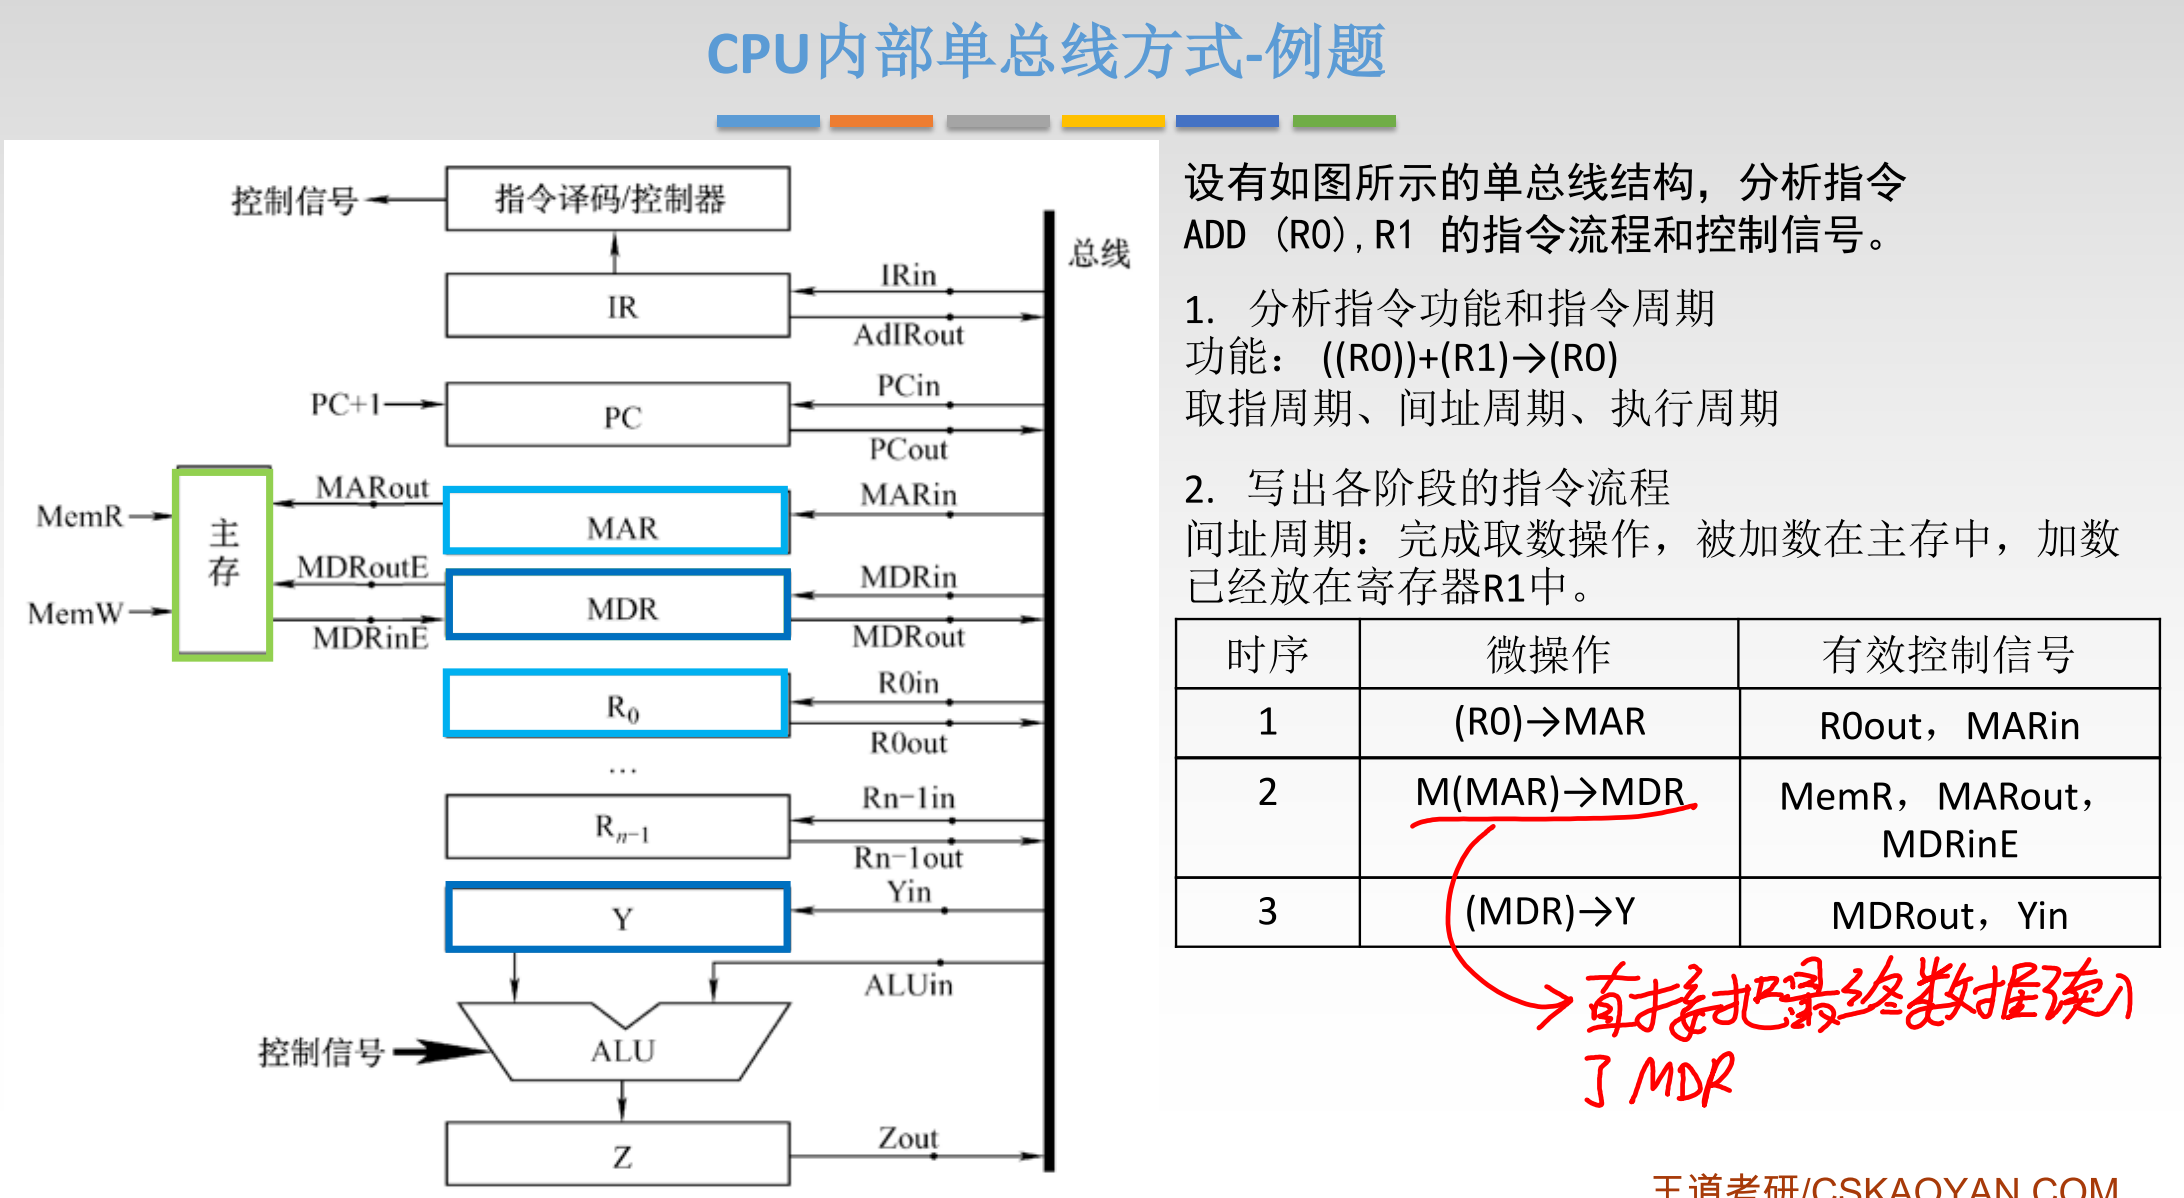 CPU内部单总线方式-例题
控制信号
指令译码/控制器
总线
IRin
IR
AdIRout
PCin
PC+1
PC
PCout
MARout
MARin
MemR
主存
MAR
MDRoutE
MDRin
MDR
MemW
MDRinE
MDRout
R0in
R0
R0out
…
Rn-1in
Rn-1
Rn-1out
Yin
Y
ALUin
控制信号
ALU
Zout
Z
设有如图所示的单总线结构，分析指令
ADD (R0),R1 的指令流程和控制信号。
1. 分析指令功能和指令周期
功能： ((R0))+(R1)→(R0)
取指周期、间址周期、执行周期
2. 写出各阶段的指令流程
间址周期：完成取数操作，被加数在主存中，加数
已经放在寄存器R1中。
时序 微操作 有效控制信号
1 (R0)→MAR R0out，MARin
2 M(MAR)→MDR MemR，MARout，
MDRinE
3 (MDR)→Y MDRout，Yin
直接把最终数据读入
了MDR
王道考研/CSKAOYAN.COM